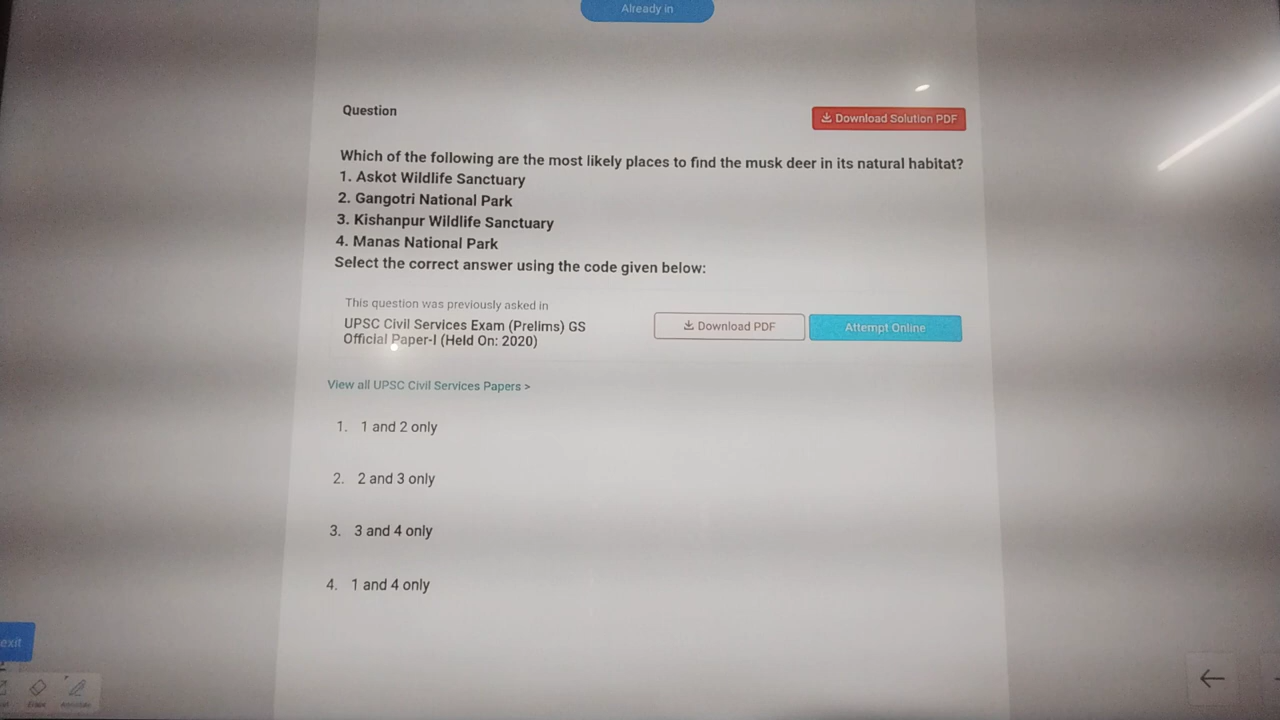 Already in
Question
Download Solution PDF
Which of the following are the most likely places to find the musk deer in its natural habitat?
1. Askot Wildlife Sanctuary
2. Gangotri National Park
3. Kishanpur Wildlife Sanctuary
4. Manas National Park
Select the correct answer using the code given below:
This question was previously asked in
UPSC Civil Services Exam (Prelims) GS
Official Paper-I (Held On: 2020)
Download PDF
Attempt Online
View all UPSC Civil Services Papers >
1. 1 and 2 only
2. 2 and 3 only
3. 3 and 4 only
4. 1 and 4 only
exit
Erase
Annotate